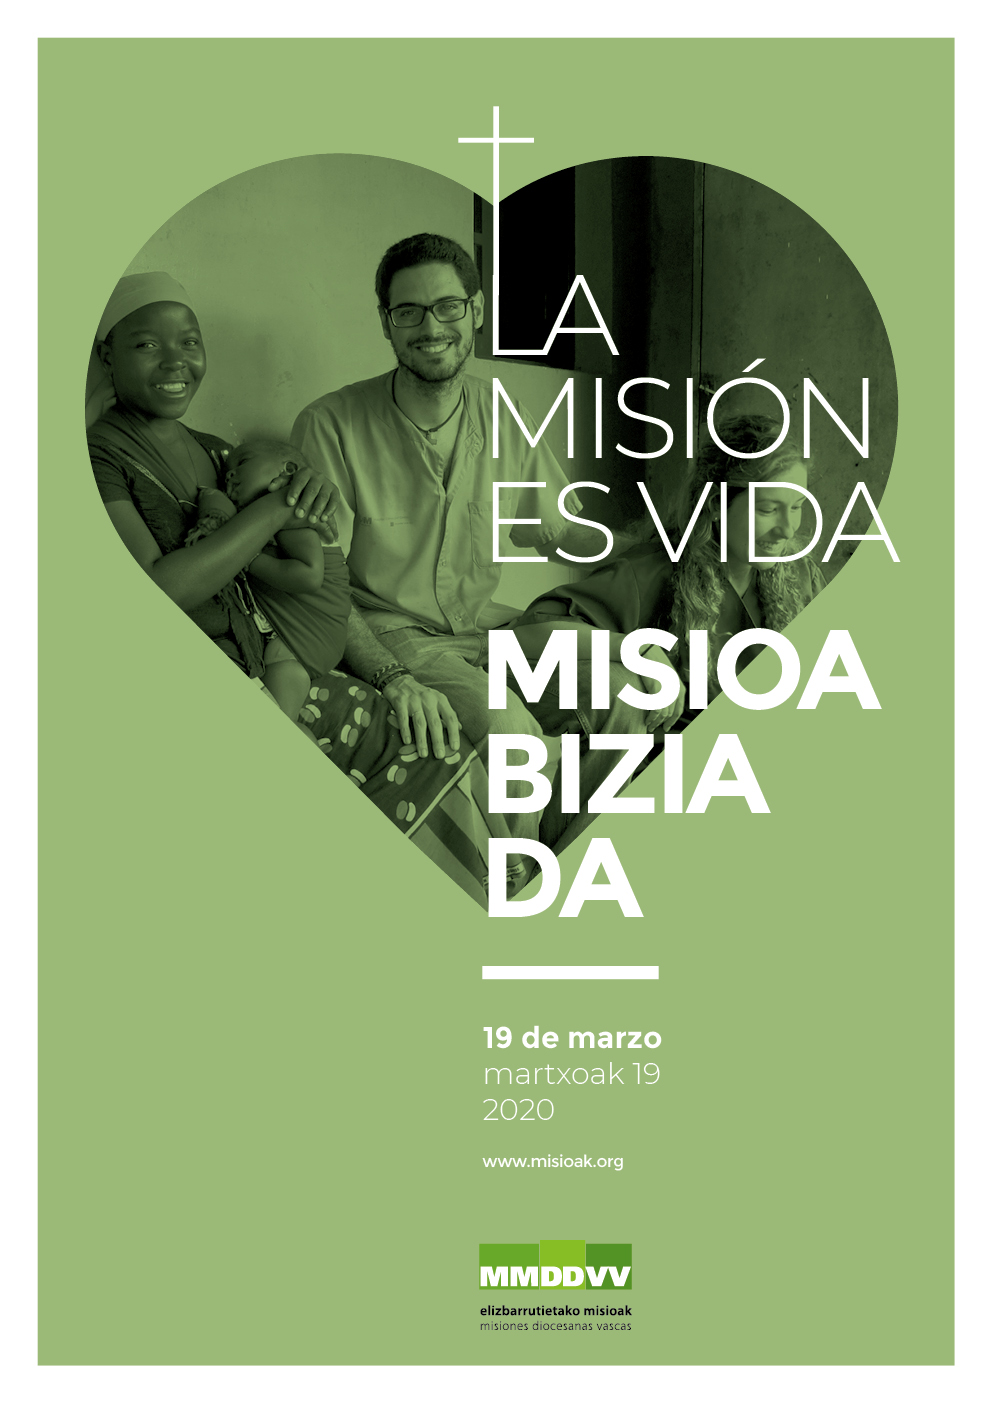 LA
MISIÓN
ES VIDA
MISIOA
BIZIA
DA
19 de marzo
martxoak 19
2020
www.misioak.org
MMDDVV
elizbarrutietako misioak
misiones diocesanas vascas